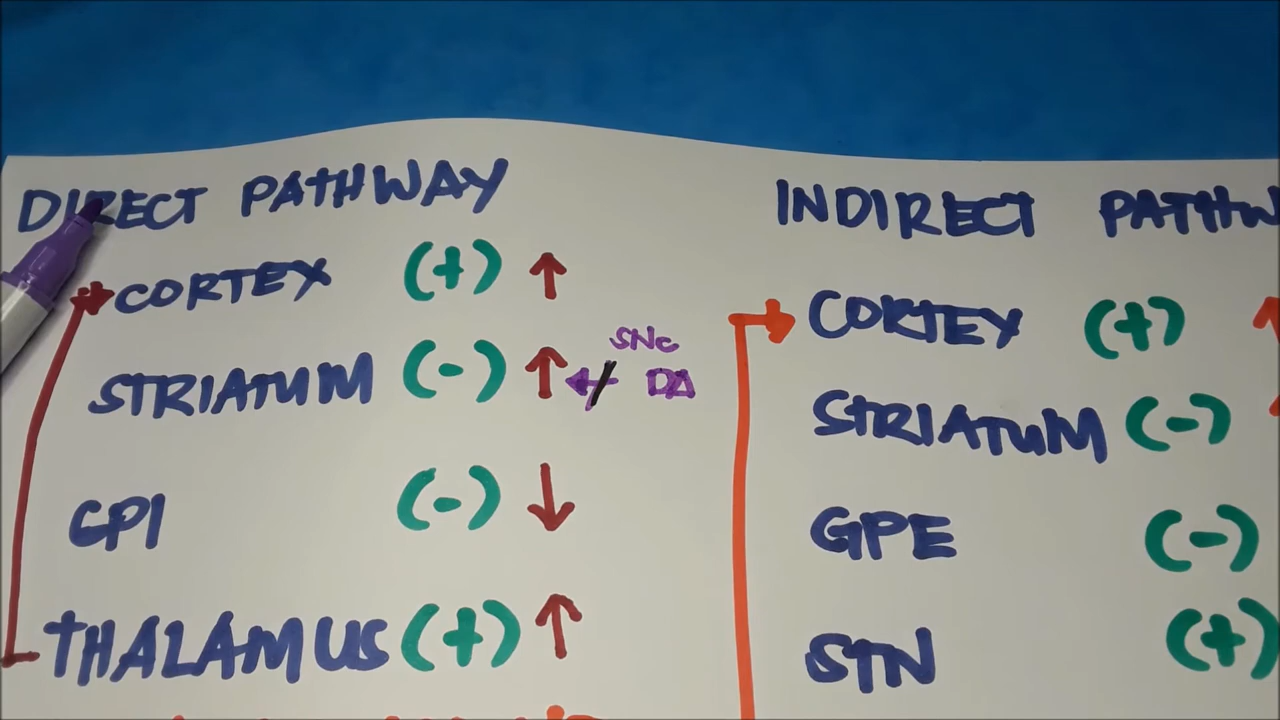 DIRECT PATHWAY
CORTEX (+) ↑
STRIATUM (-) ↑ ← SNc DA
GPI (-) ↓
THALAMUS (+) ↑
INDIRECT PATHW
CORTEX (+) ↑
STRIATUM (-)
GPE (-)
STN (+)